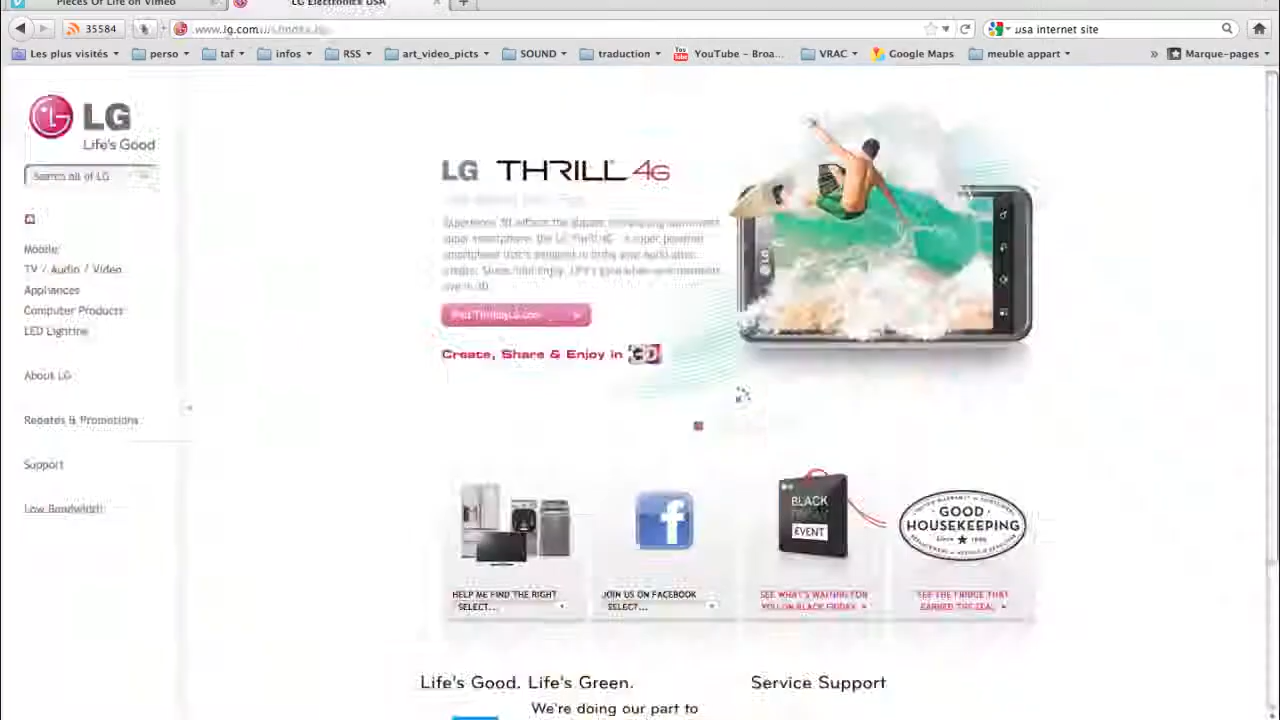 Pieces Of Life on Vimeo
LG Electronics USA
35584
www.lg.com
usa internet site
Les plus visités
perso
taf
infos
RSS
art_video_picts
SOUND
traduction
YouTube - Broa...
VRAC
Google Maps
meuble appart
Marque-pages
LG
Life's Good
Search all of LG
Mobile
TV / Audio / Video
Appliances
Computer Products
LED Lighting
About LG
Rebates & Promotions
Support
Low Bandwidth
LG THRILL 4G
Create, Share & Enjoy in 3D
LG
HELP ME FIND THE RIGHT
SELECT...
JOIN US ON FACEBOOK
SELECT...
BLACK
FRIDAY
EVENT
SEE WHAT'S WAITING FOR
YOU ON BLACK FRIDAY
GOOD
HOUSEKEEPING
SEE THE FRIDGE THAT
EARNED THE SEAL
Life's Good. Life's Green.
We're doing our part to
Service Support